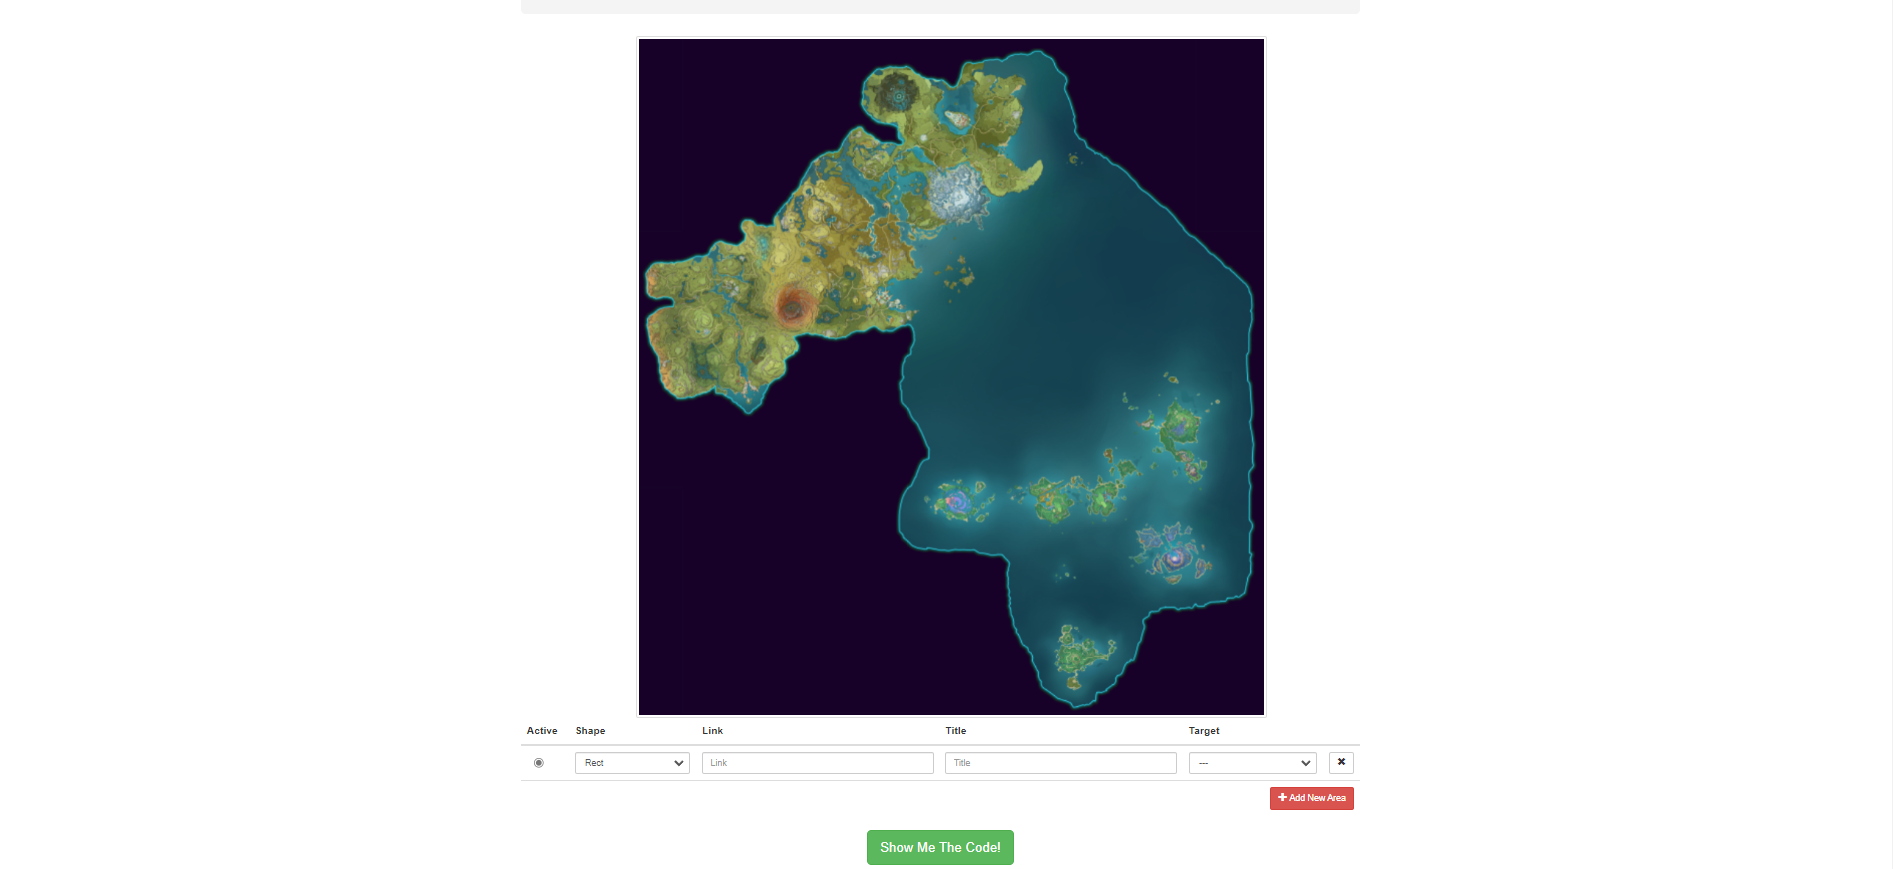 Active Shape Link Title Target
Rect Link Title ---
Add New Area
Show Me The Code!